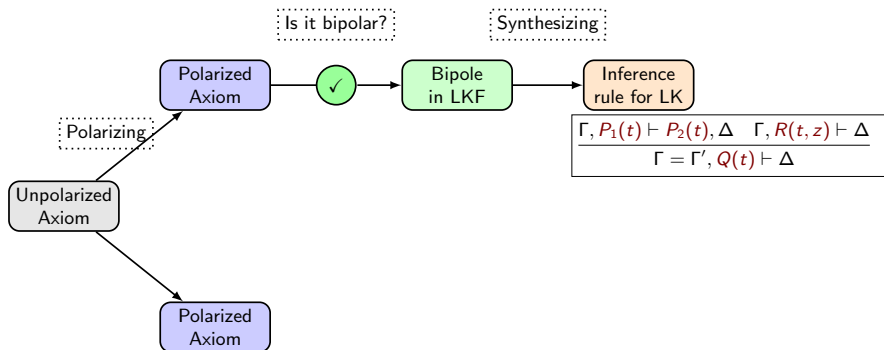 Is it bipolar?
Synthesizing
Polarized
Axiom
✓
Bipole
in LKF
Inference
rule for LK
Polarizing
Γ, P₁(t) ⊢ P₂(t), Δ Γ, R(t, z) ⊢ Δ
Γ = Γ′, Q(t) ⊢ Δ
Unpolarized
Axiom
Polarized
Axiom